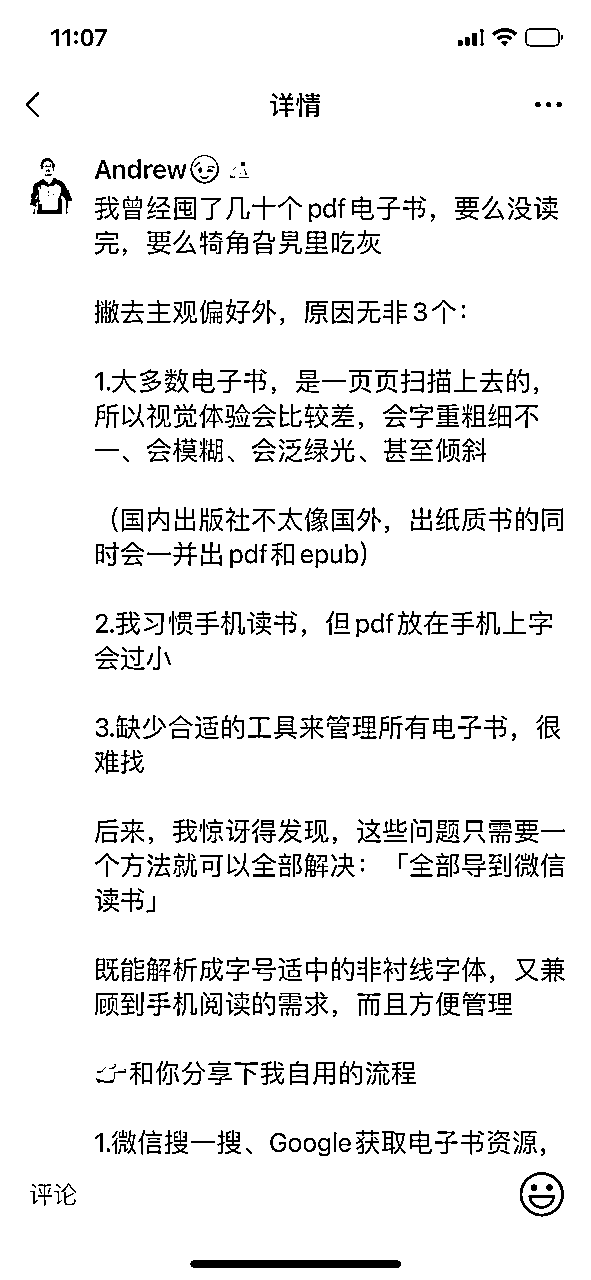 11:07
详情
Andrew
我曾经囤了几十个pdf电子书，要么没读
完，要么犄角旮旯里吃灰
撇去主观偏好外，原因无非3个：
1.大多数电子书，是一页页扫描上去的，
所以视觉体验会比较差，会字重粗细不
一、会模糊、会泛绿光、甚至倾斜
（国内出版社不太像国外，出纸质书的同
时会一并出pdf和epub）
2.我习惯手机读书，但pdf放在手机上字
会过小
3.缺少合适的工具来管理所有电子书，很
难找
后来，我惊讶得发现，这些问题只需要一
个方法就可以全部解决：「全部导到微信
读书」
既能解析成字号适中的非衬线字体，又兼
顾到手机阅读的需求，而且方便管理
👉和你分享下我自用的流程
1.微信搜一搜、Google获取电子书资源，
评论